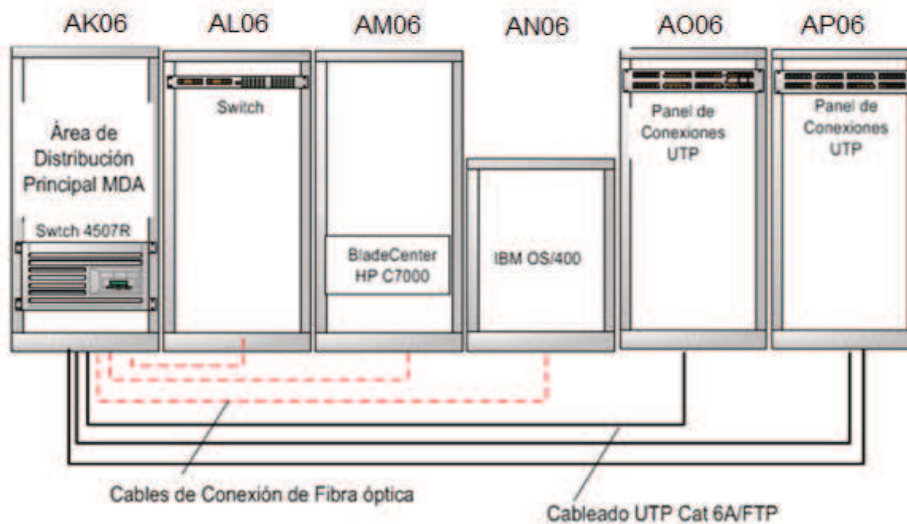 AK06
AL06
AM06
AN06
AO06
AP06
Área de
Distribución
Principal MDA
Swtch 4507R
Switch
BladeCenter
HP C7000
IBM OS/400
Panel de
Conexiones
UTP
Panel de
Conexiones
UTP
Cables de Conexión de Fibra óptica
Cableado UTP Cat 6A/FTP